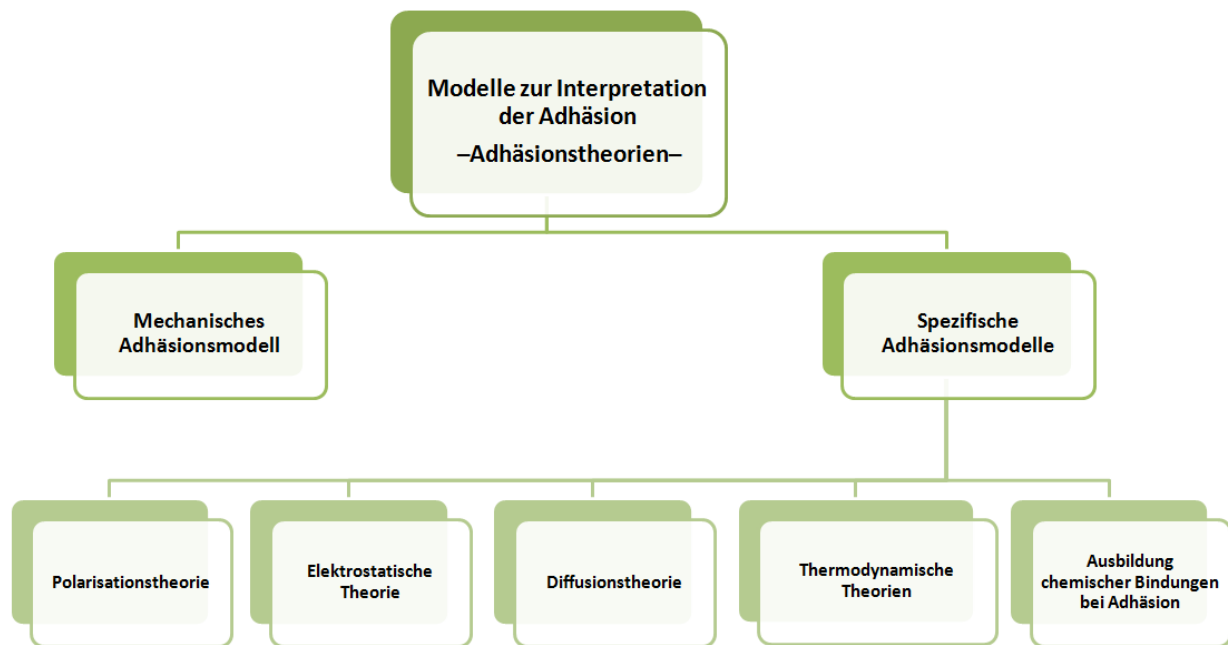 Modelle zur Interpretation
der Adhäsion
–Adhäsionstheorien–
Mechanisches
Adhäsionsmodell
Spezifische
Adhäsionsmodelle
Polarisationstheorie
Elektrostatische
Theorie
Diffusionstheorie
Thermodynamische
Theorien
Ausbildung
chemischer Bindungen
bei Adhäsion